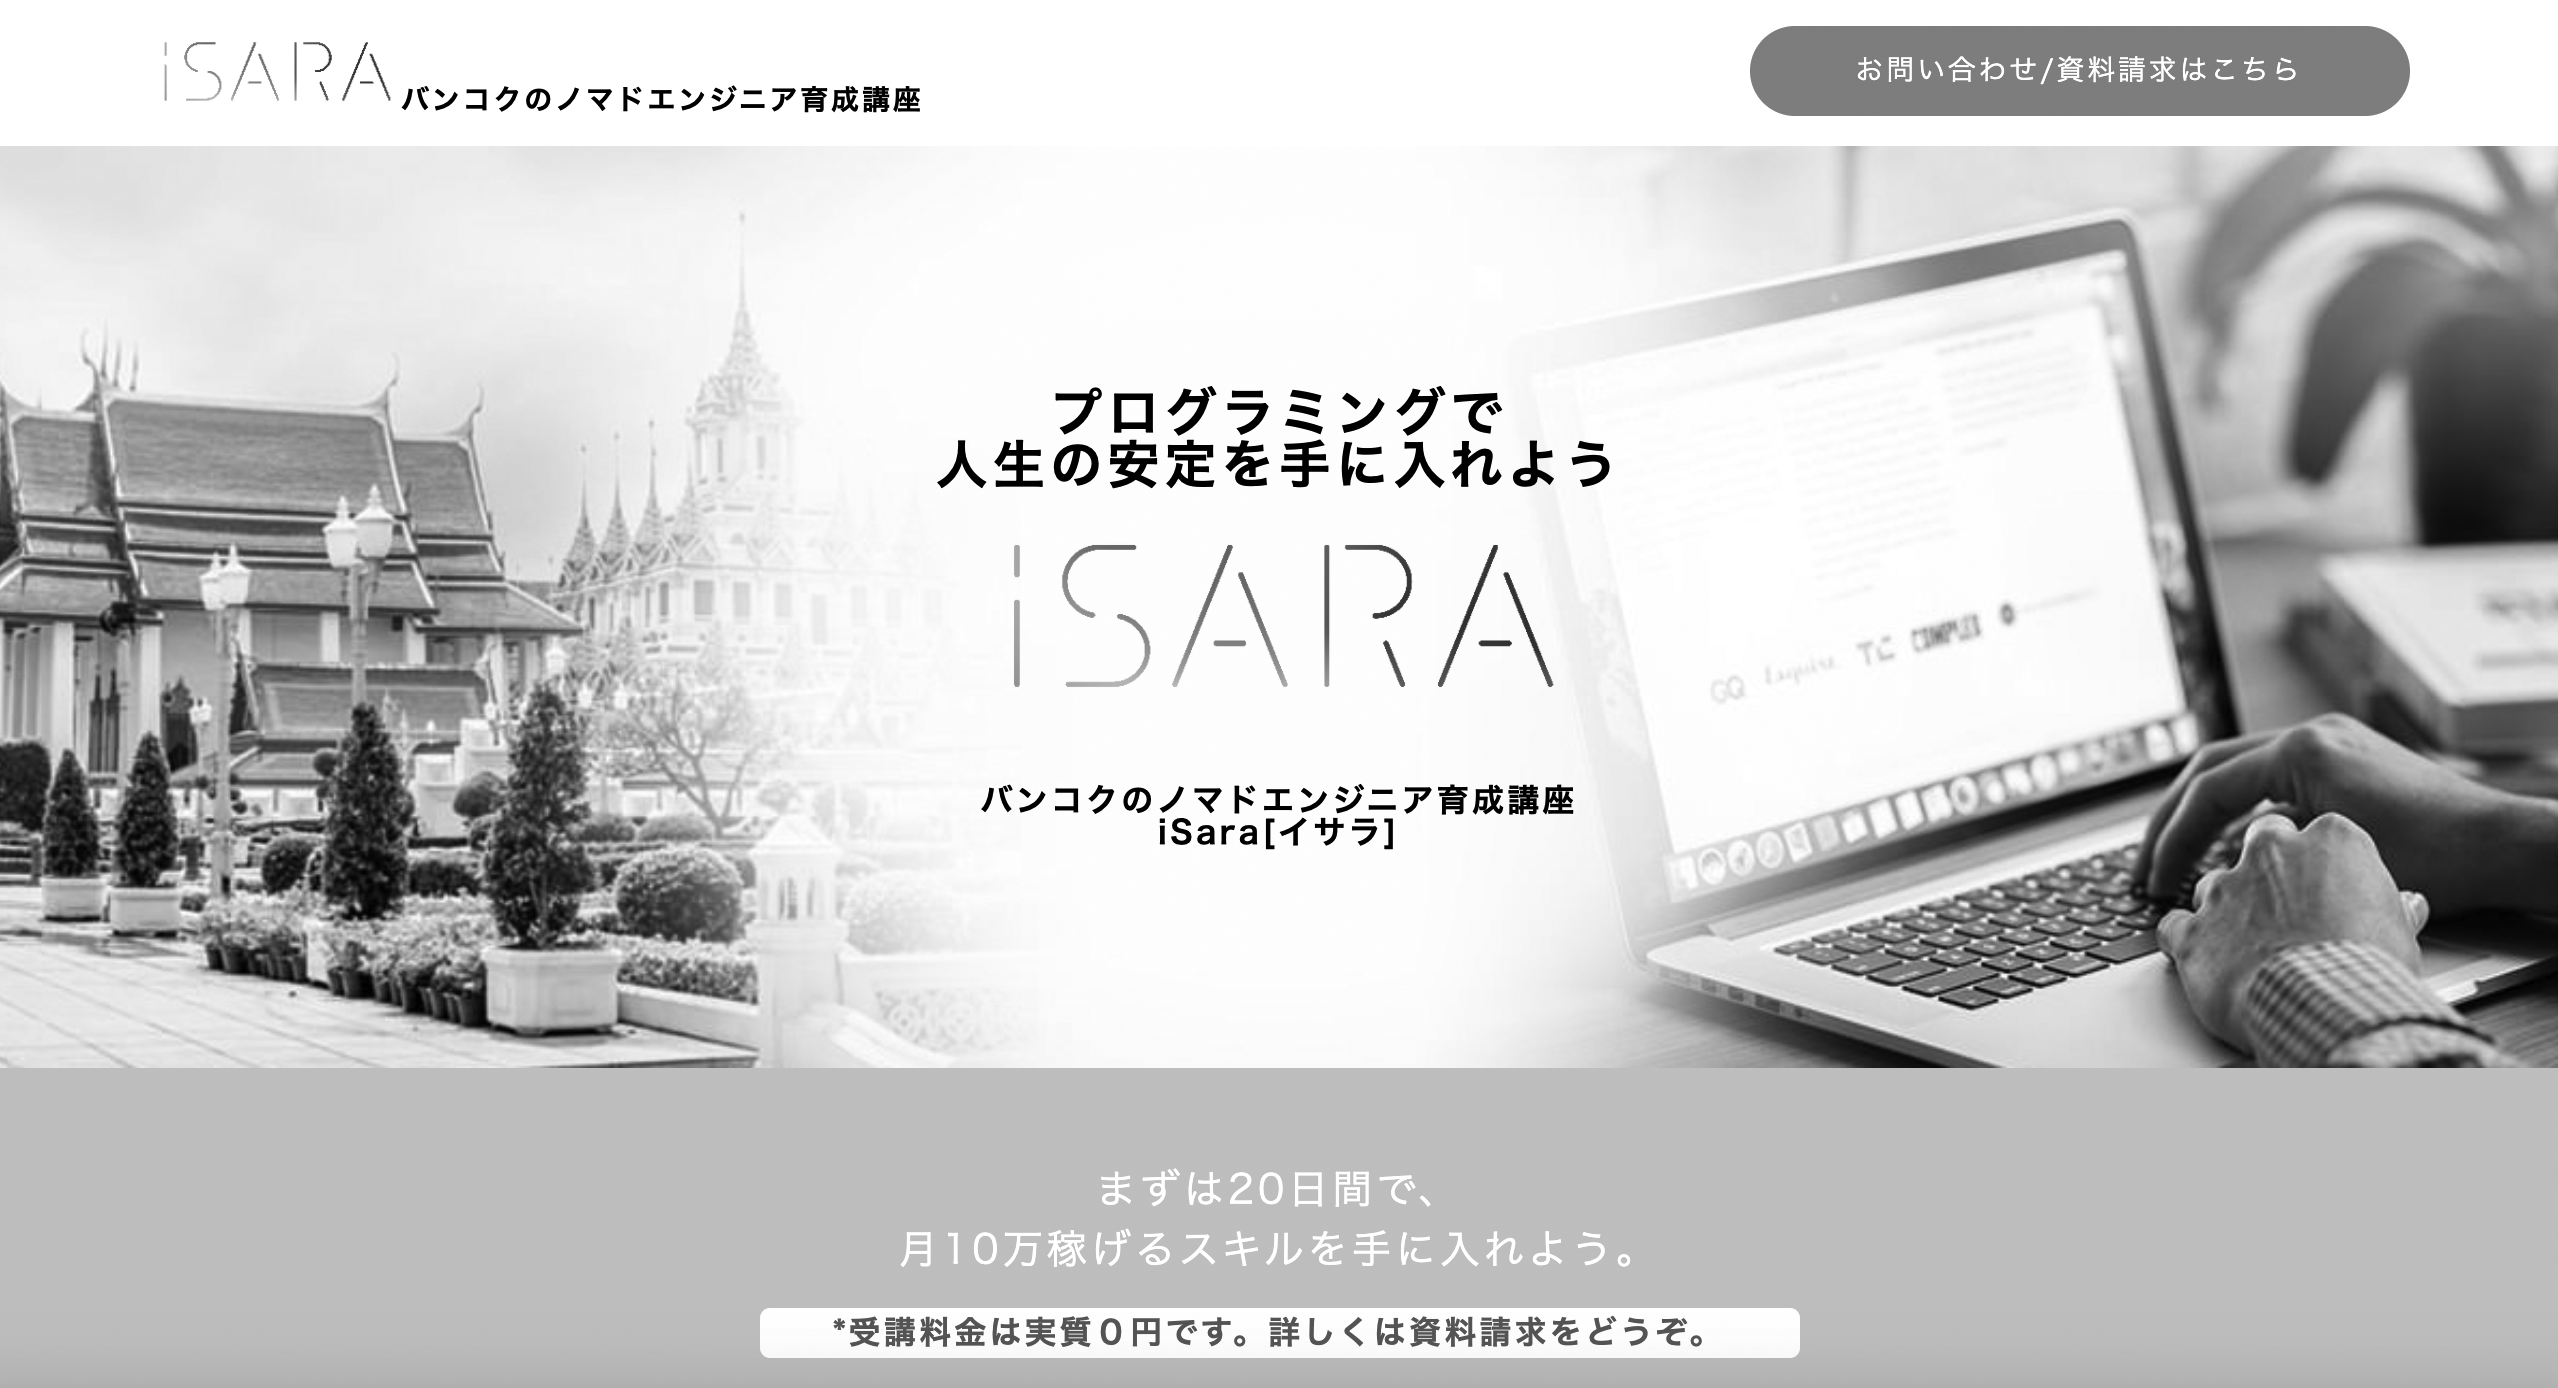 iSARA
バンコクのノマドエンジニア育成講座
お問い合わせ/資料請求はこちら
プログラミングで
人生の安定を手に入れよう
iSARA
バンコクのノマドエンジニア育成講座
iSara[イサラ]
GQ Esquire TC COMPLEX
まずは20日間で、
月10万稼げるスキルを手に入れよう。
*受講料金は実質０円です。詳しくは資料請求をどうぞ。